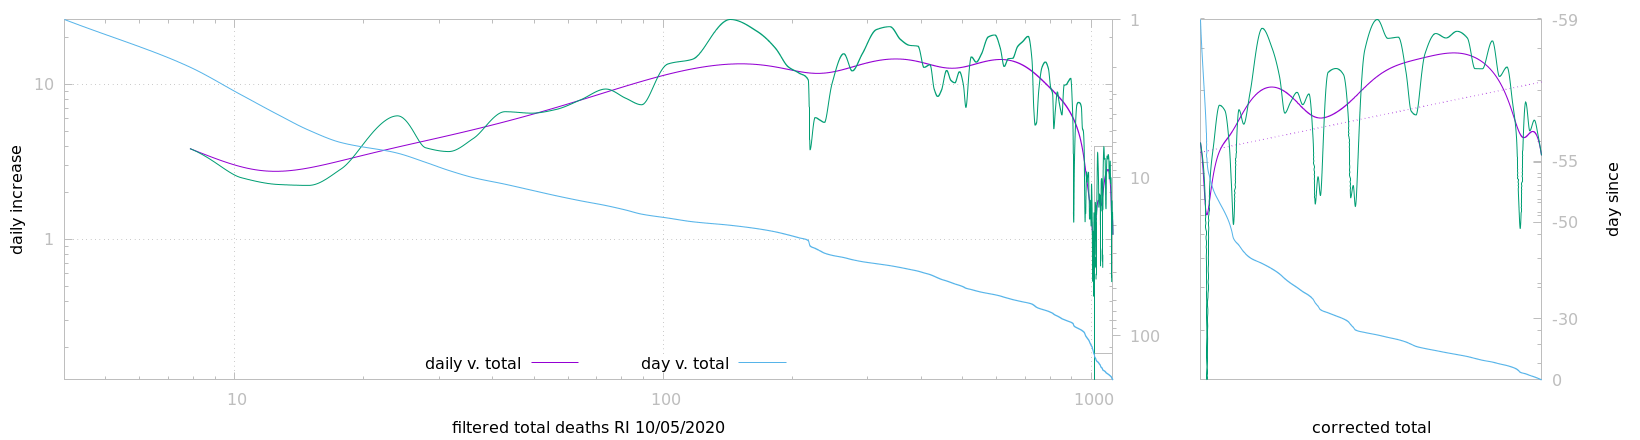 daily increase
10
1
10
100
1000
1
10
100
daily v. total
day v. total
filtered total deaths RI 10/05/2020
-59
-55
-50
-30
0
day since
corrected total